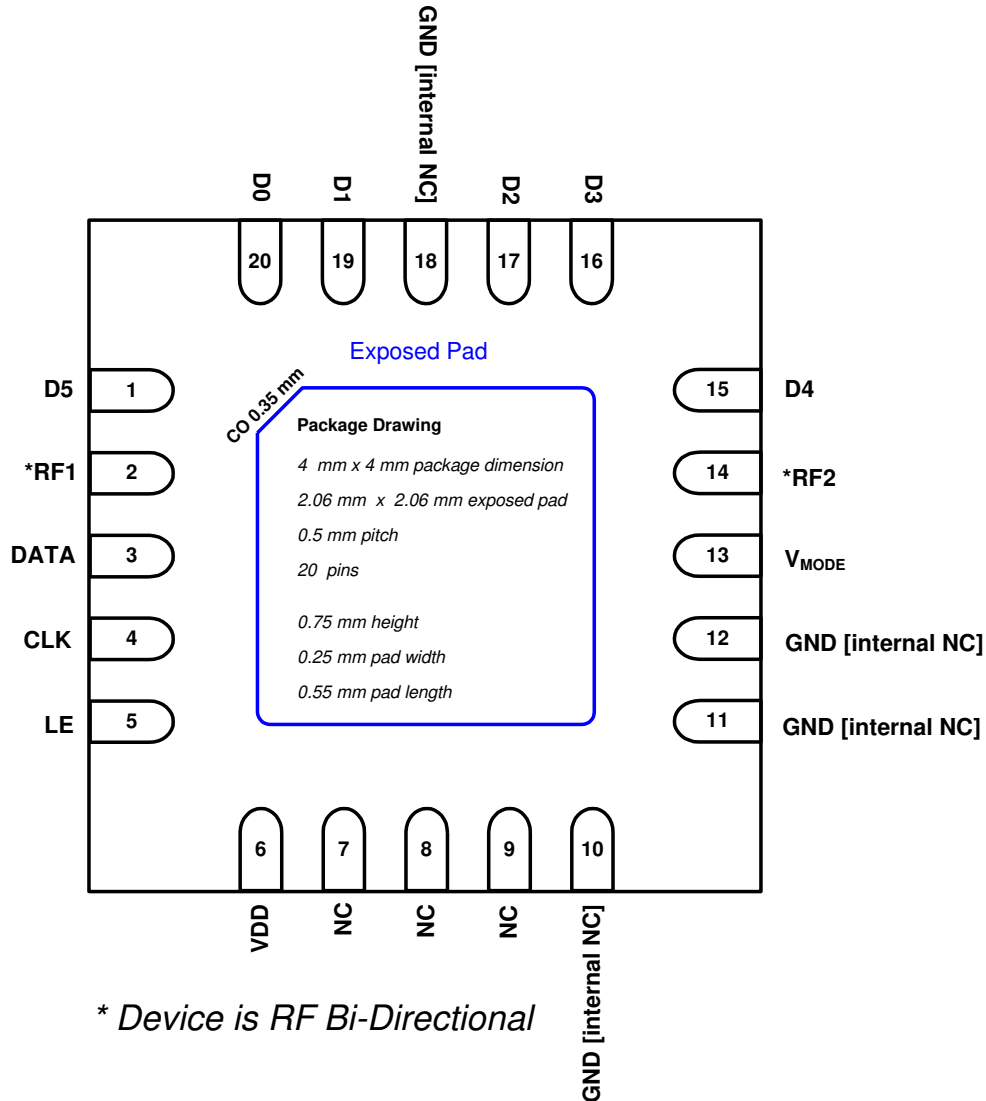 GND [internal NC]
D0
D1
D2
D3
20
19
18
17
16
Exposed Pad
CO 0.35 mm
D5
1
15
D4
*RF1
2
14
*RF2
DATA
3
13
VMODE
CLK
4
12
GND [internal NC]
LE
5
11
GND [internal NC]
Package Drawing
4 mm x 4 mm package dimension
2.06 mm x 2.06 mm exposed pad
0.5 mm pitch
20 pins
0.75 mm height
0.25 mm pad width
0.55 mm pad length
6
7
8
9
10
VDD
NC
NC
NC
GND [internal NC]
* Device is RF Bi-Directional